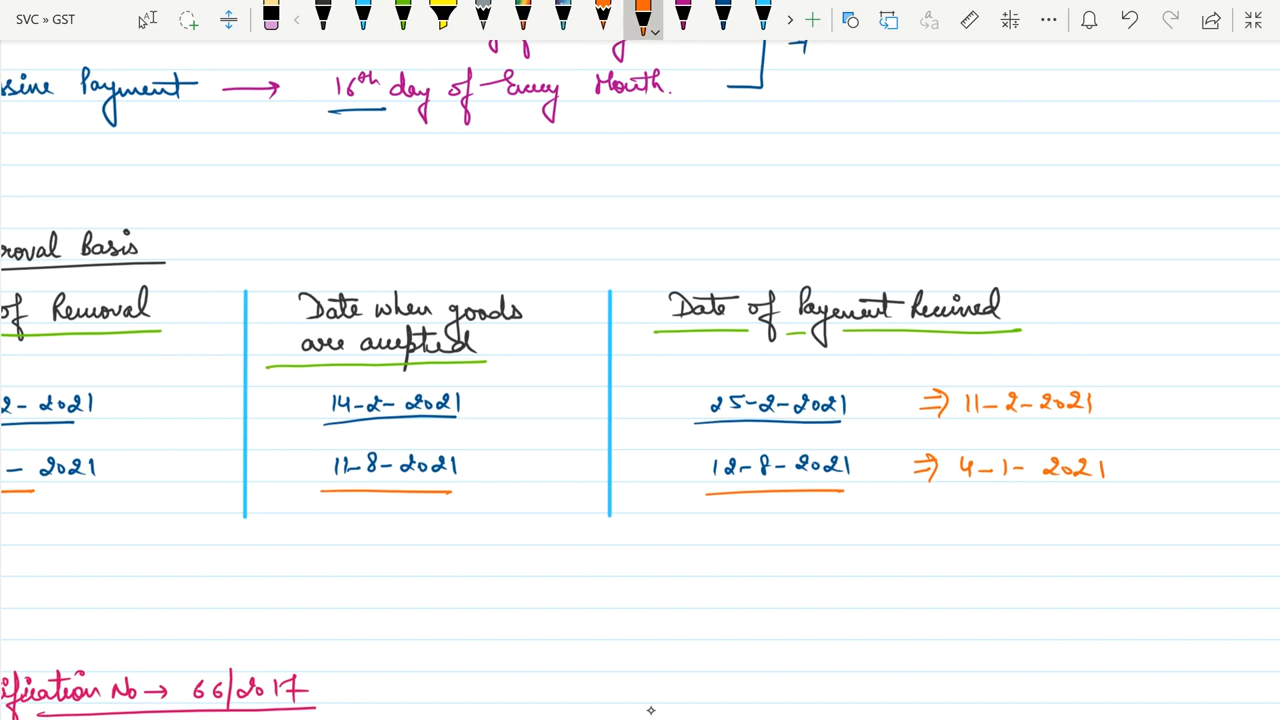 SVC » GST
ssive Payment → 16th day of Every Month.
roval Basis
of Removal
Date when goods are accepted
Date of Payment Received
2- 2021
14-2-2021
25-2-2021 ⇒ 11-2-2021
- 2021
11-8-2021
12-8-2021 ⇒ 4-1-2021
ification No → 66/2017